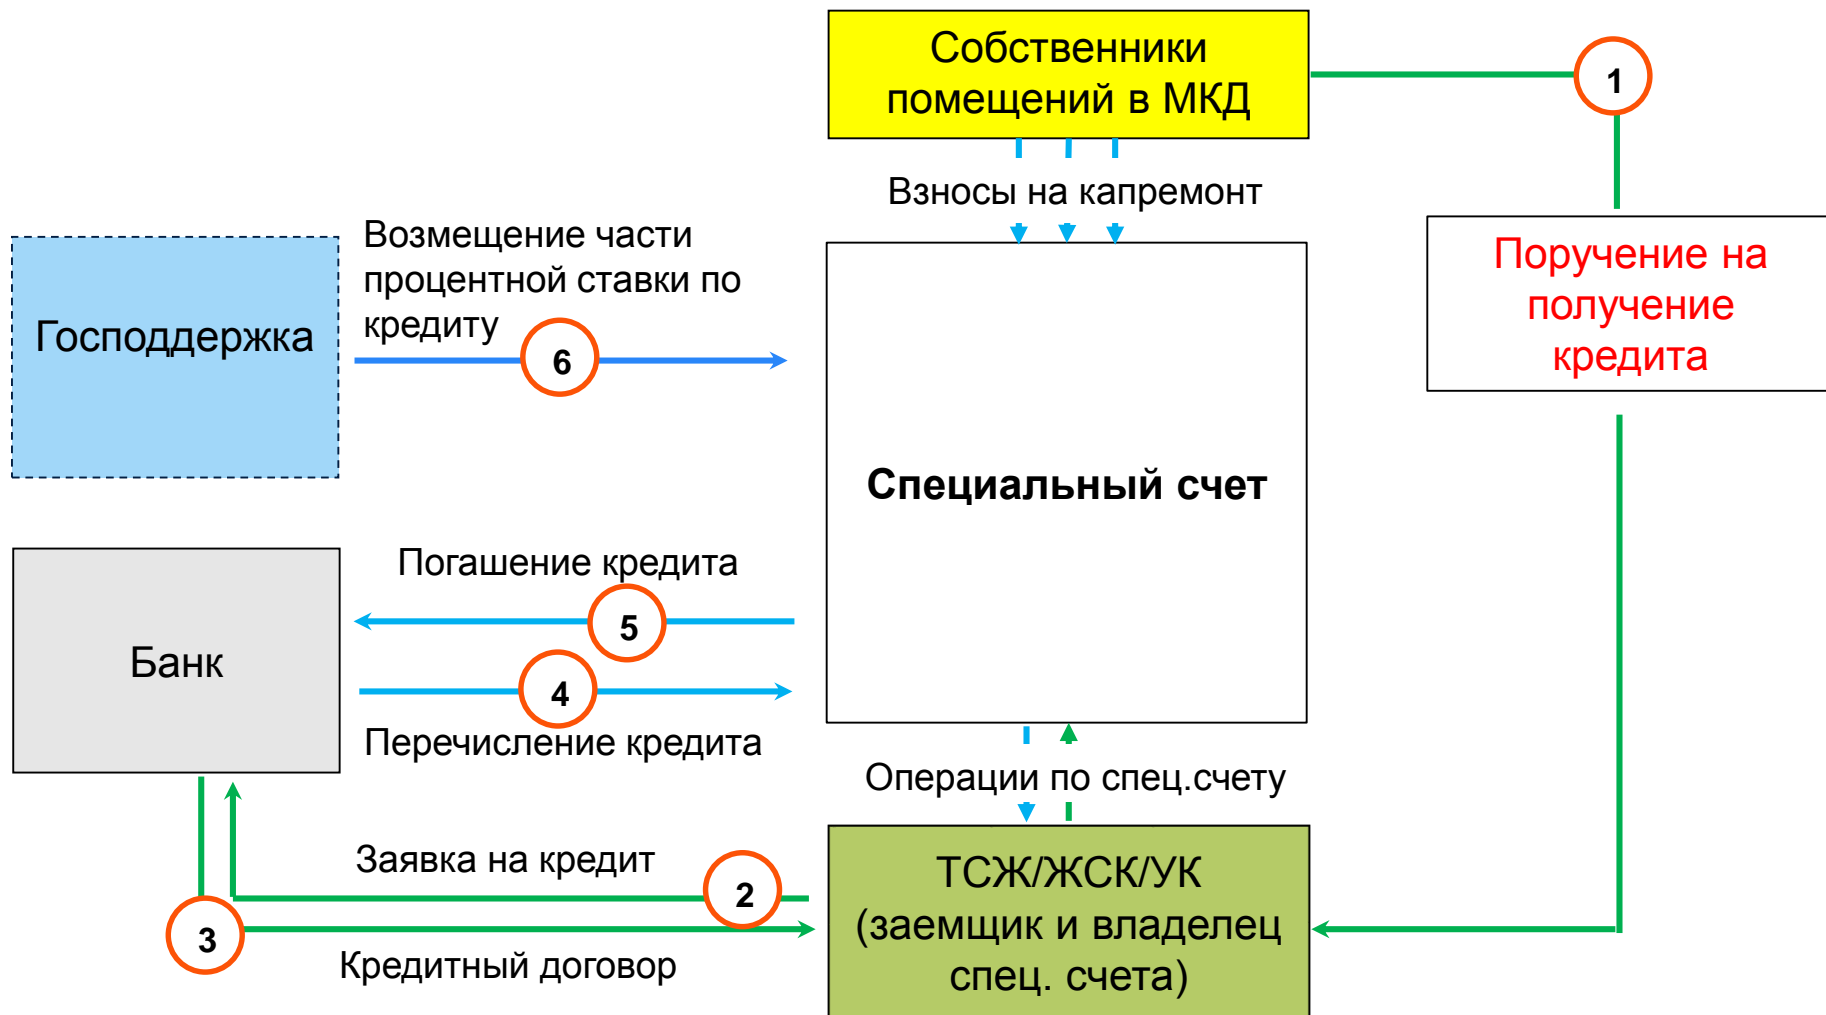 Собственники
помещений в МКД
1
Взносы на капремонт
Возмещение части
процентной ставки по
кредиту
Господдержка
6
Поручение на
получение
кредита
Специальный счет
Погашение кредита
5
Банк
4
Перечисление кредита
Операции по спец.счету
Заявка на кредит
2
3
Кредитный договор
ТСЖ/ЖСК/УК
(заемщик и владелец
спец. счета)